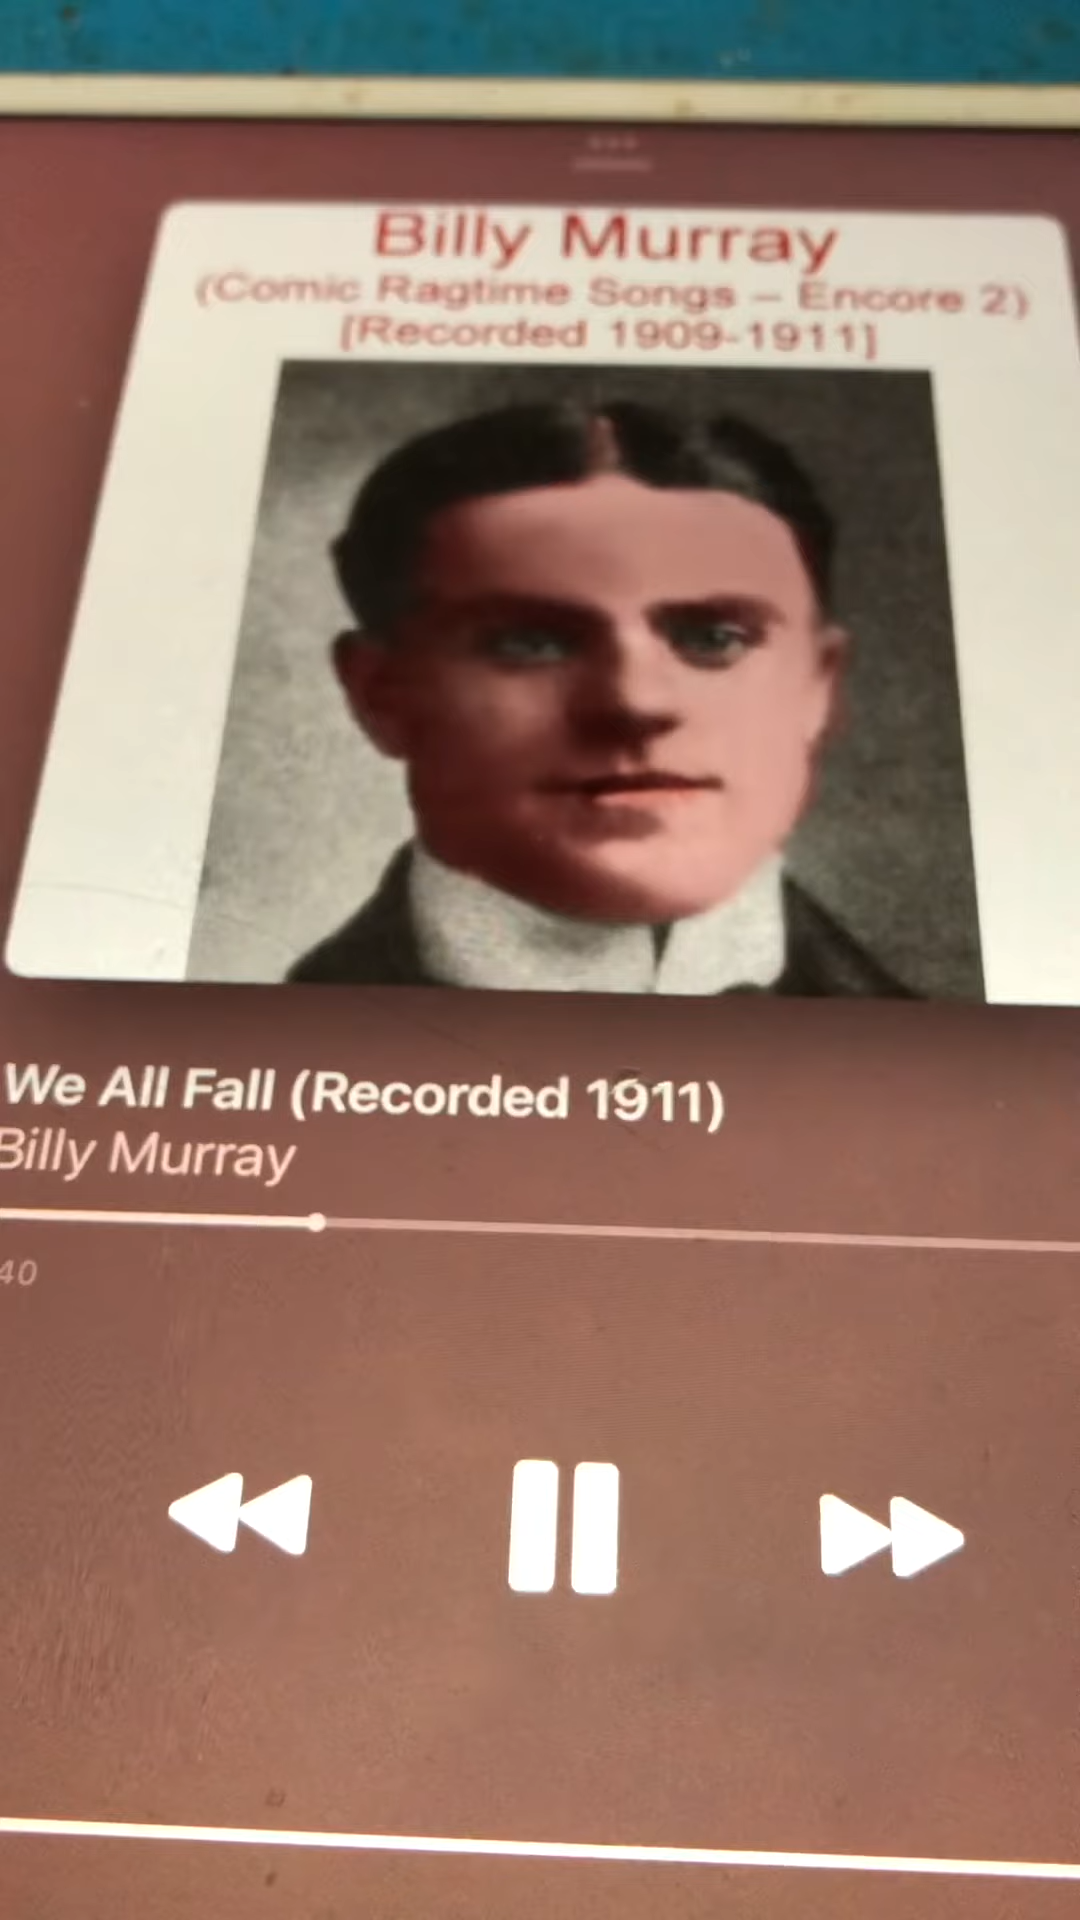 Billy Murray
(Comic Ragtime Songs – Encore 2)
[Recorded 1909-1911]
We All Fall (Recorded 1911)
Billy Murray
40